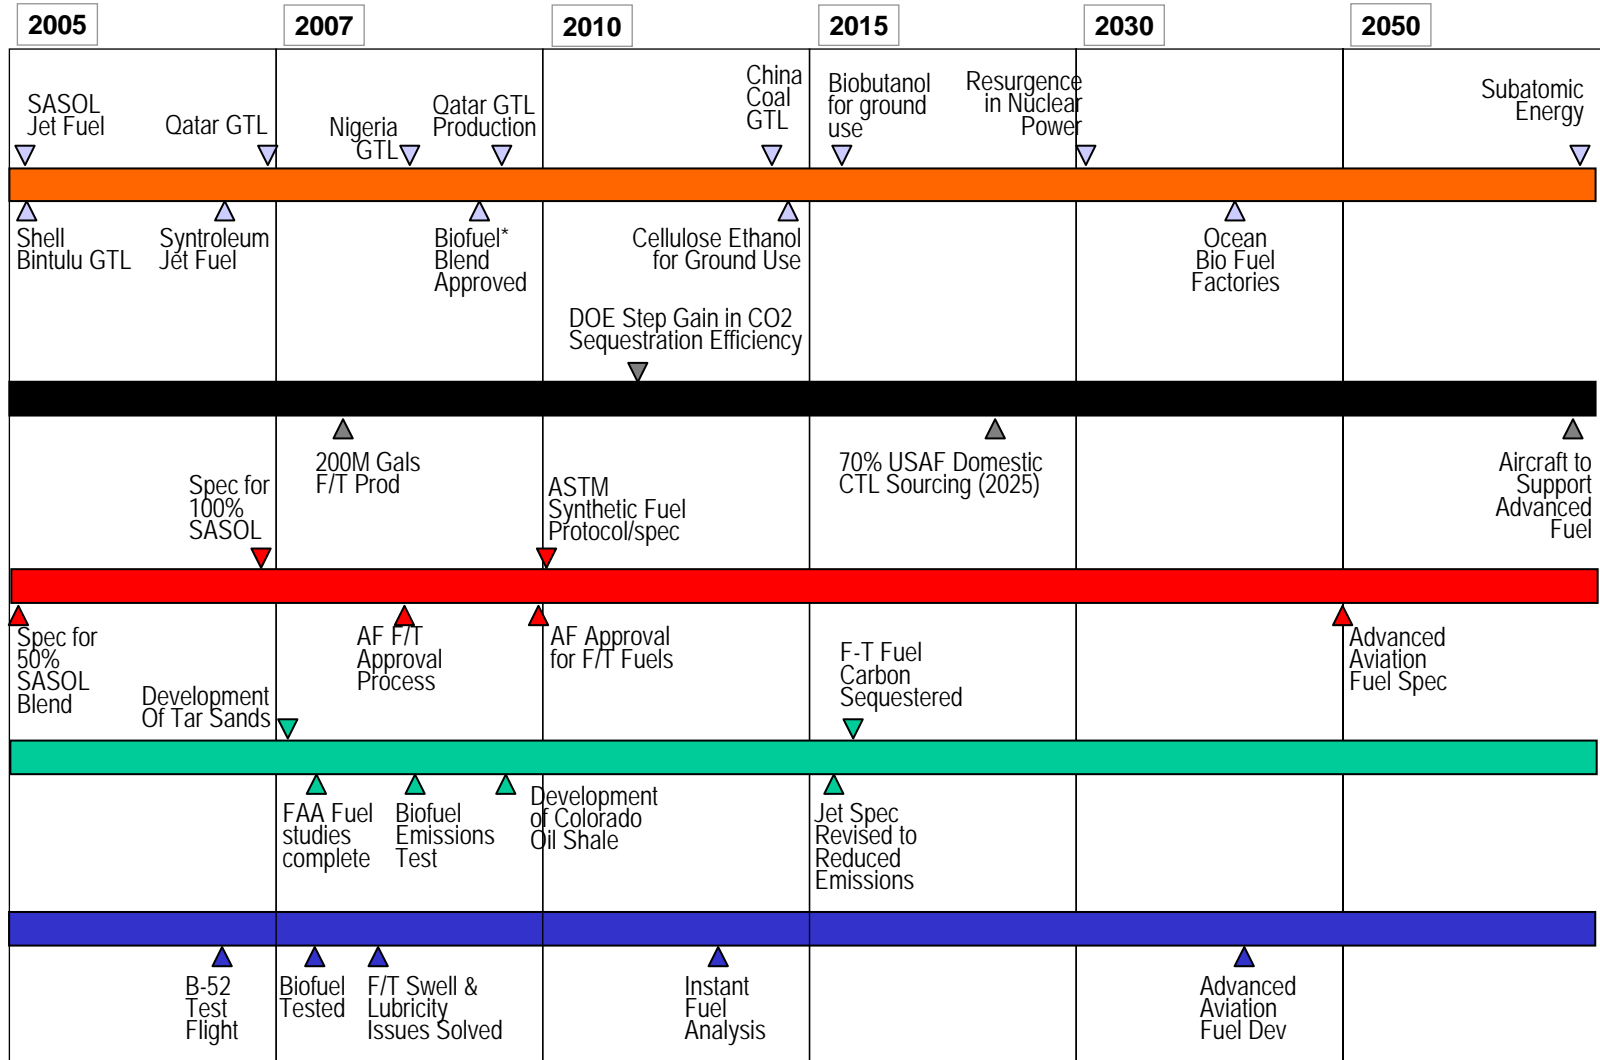 2005
2007
2010
2015
2030
2050
SASOL
Jet Fuel
Qatar GTL
Nigeria
GTL
Qatar GTL
Production
China
Coal
GTL
Biobutanol
for ground
use
Resurgence
in Nuclear
Power
Subatomic
Energy
Shell
Bintulu GTL
Syntroleum
Jet Fuel
Biofuel*
Blend
Approved
Cellulose Ethanol
for Ground Use
Ocean
Bio Fuel
Factories
DOE Step Gain in CO2
Sequestration Efficiency
200M Gals
F/T Prod
70% USAF Domestic
CTL Sourcing (2025)
Aircraft to
Support
Advanced
Fuel
Spec for
100%
SASOL
ASTM
Synthetic Fuel
Protocol/spec
Spec for
50%
SASOL
Blend
AF F/T
Approval
Process
AF Approval
for F/T Fuels
Advanced
Aviation
Fuel Spec
Development
Of Tar Sands
F-T Fuel
Carbon
Sequestered
FAA Fuel
studies
complete
Biofuel
Emissions
Test
Development
of Colorado
Oil Shale
Jet Spec
Revised to
Reduced
Emissions
B-52
Test
Flight
Biofuel
Tested
F/T Swell &
Lubricity
Issues Solved
Instant
Fuel
Analysis
Advanced
Aviation
Fuel Dev